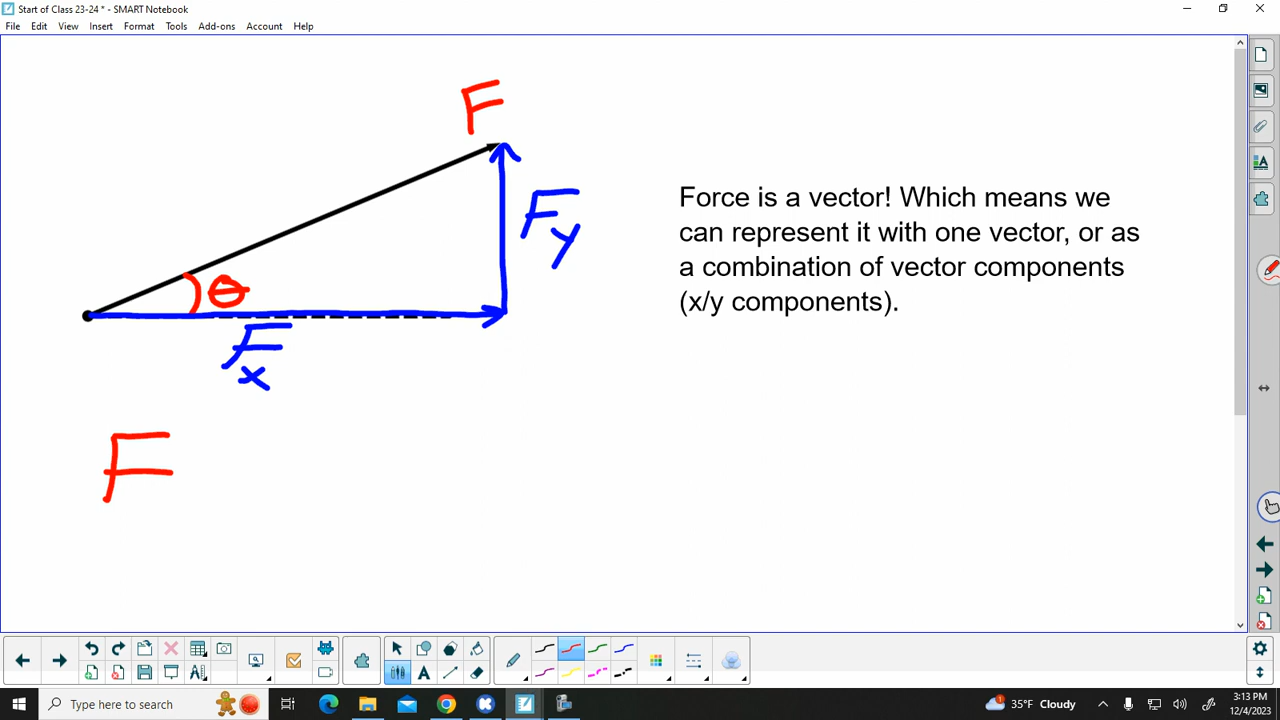 Start of Class 23-24 * - SMART Notebook
File Edit View Insert Format Tools Add-ons Account Help
F
Fy
θ
Fx
F
Force is a vector! Which means we
can represent it with one vector, or as
a combination of vector components
(x/y components).
A
A
Type here to search
35°F Cloudy
3:13 PM
12/4/2023